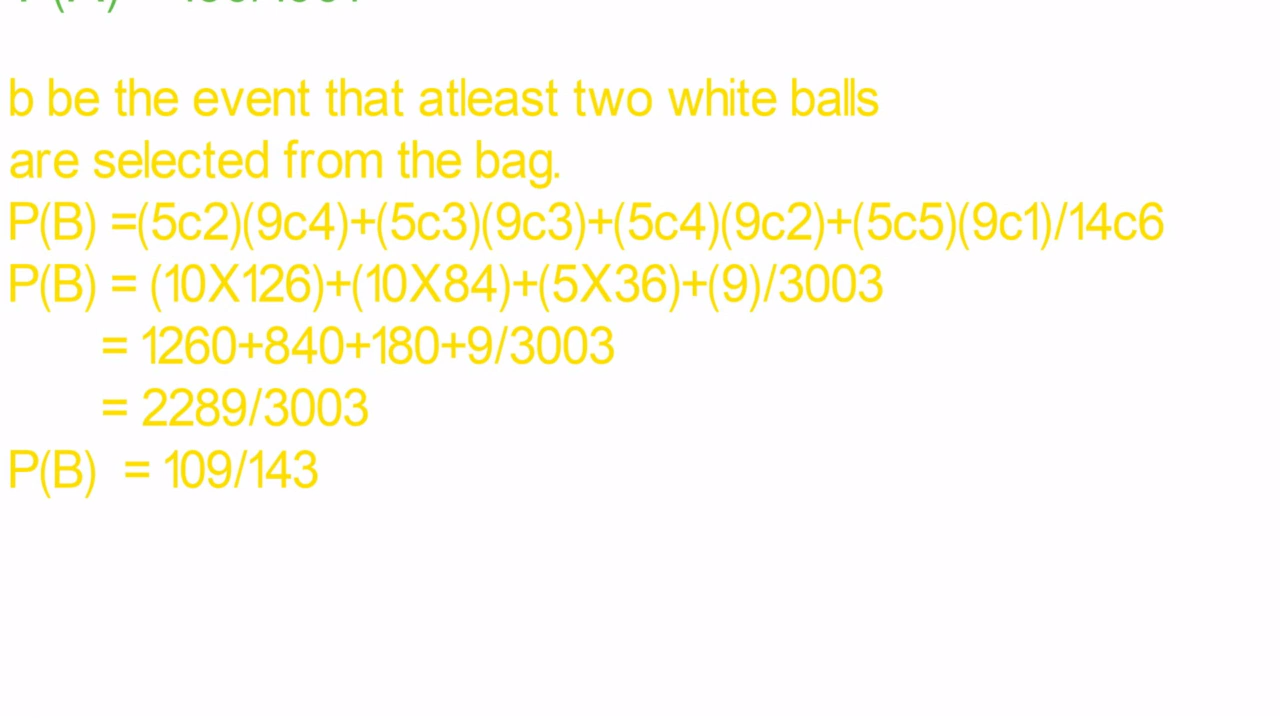 b be the event that atleast two white balls
are selected from the bag.
P(B) =(5c2)(9c4)+(5c3)(9c3)+(5c4)(9c2)+(5c5)(9c1)/14c6
P(B) = (10X126)+(10X84)+(5X36)+(9)/3003
= 1260+840+180+9/3003
= 2289/3003
P(B) = 109/143